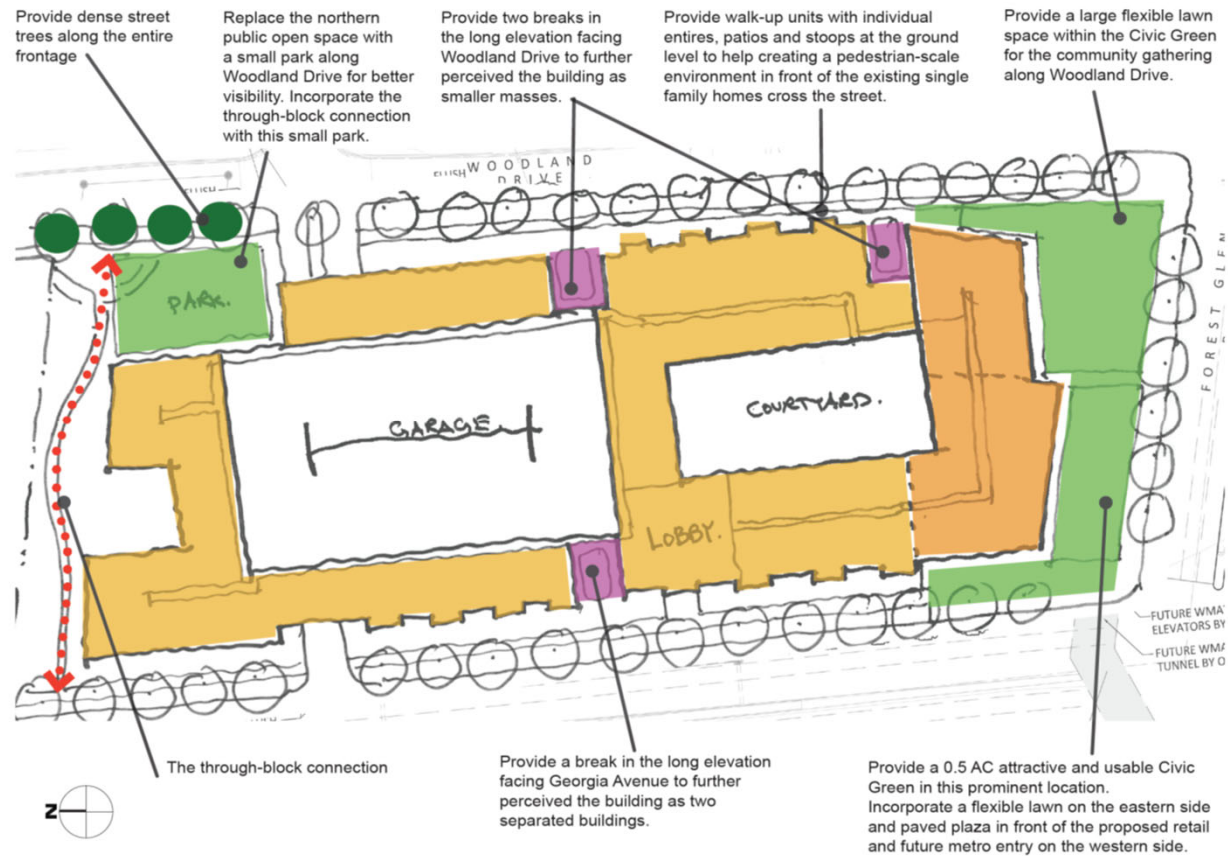 Provide dense street
trees along the entire
frontage
Replace the northern
public open space with
a small park along
Woodland Drive for better
visibility. Incorporate the
through-block connection
with this small park.
Provide two breaks in
the long elevation facing
Woodland Drive to further
perceived the building as
smaller masses.
Provide walk-up units with individual
entires, patios and stoops at the ground
level to help creating a pedestrian-scale
environment in front of the existing single
family homes cross the street.
Provide a large flexible lawn
space within the Civic Green
for the community gathering
along Woodland Drive.
WOODLAND
DRIVE
PARK.
GARAGE
COURTYARD.
LOBBY.
FOREST GLEN
FUTURE WMA
ELEVATORS BY
FUTURE WMA
TUNNEL BY
The through-block connection
Provide a break in the long elevation
facing Georgia Avenue to further
perceived the building as two
separated buildings.
Provide a 0.5 AC attractive and usable Civic
Green in this prominent location.
Incorporate a flexible lawn on the eastern side
and paved plaza in front of the proposed retail
and future metro entry on the western side.
N